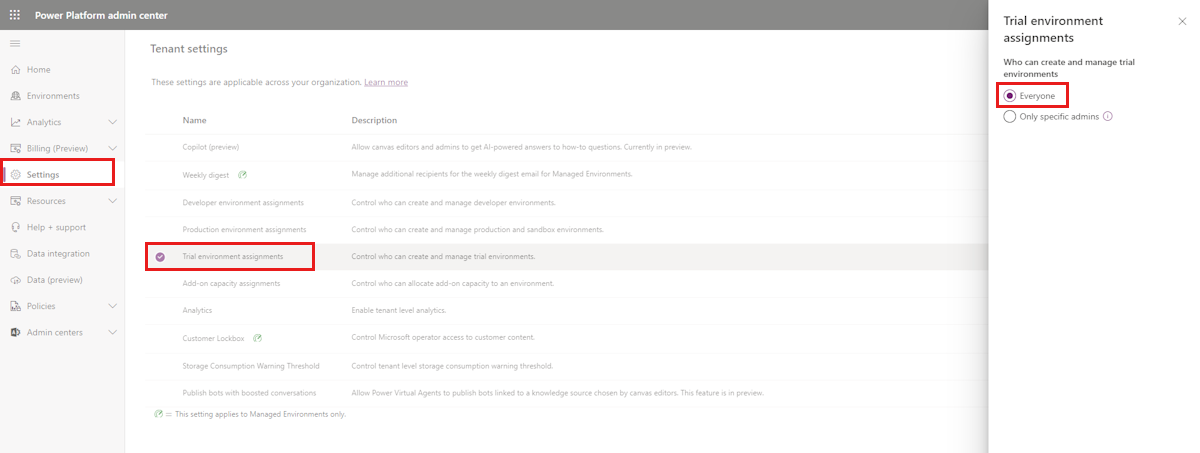 Power Platform admin center
Home
Environments
Analytics
Billing (Preview)
Settings
Resources
Help + support
Data integration
Data (preview)
Policies
Admin centers
Tenant settings
These settings are applicable across your organization. Learn more
Name Description
Copilot (preview) Allow canvas editors and admins to get AI-powered answers to how-to questions. Currently in preview.
Weekly digest Manage additional recipients for the weekly digest email for Managed Environments.
Developer environment assignments Control who can create and manage developer environments.
Production environment assignments Control who can create and manage production and sandbox environments.
Trial environment assignments Control who can create and manage trial environments.
Add-on capacity assignments Control who can allocate add-on capacity to an environment.
Analytics Enable tenant level analytics.
Customer Lockbox Control Microsoft operator access to customer content.
Storage Consumption Warning Threshold Control tenant level storage consumption warning threshold.
Publish bots with boosted conversations Allow Power Virtual Agents to publish bots linked to a knowledge source chosen by canvas editors. This feature is in preview.
= This setting applies to Managed Environments only.
Trial environment
assignments
Who can create and manage trial
environments
Everyone
Only specific admins